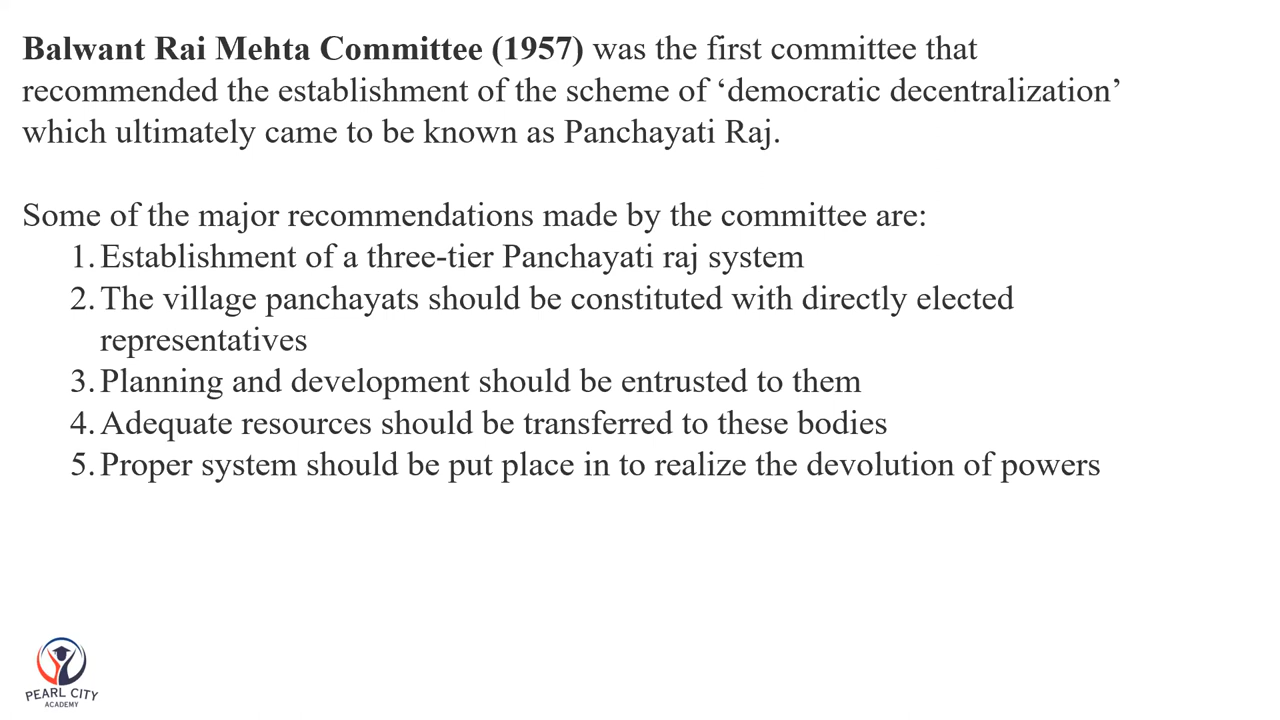 Balwant Rai Mehta Committee (1957) was the first committee that
recommended the establishment of the scheme of ‘democratic decentralization’
which ultimately came to be known as Panchayati Raj.
Some of the major recommendations made by the committee are:
1. Establishment of a three-tier Panchayati raj system
2. The village panchayats should be constituted with directly elected
representatives
3. Planning and development should be entrusted to them
4. Adequate resources should be transferred to these bodies
5. Proper system should be put place in to realize the devolution of powers
PEARL CITY
ACADEMY